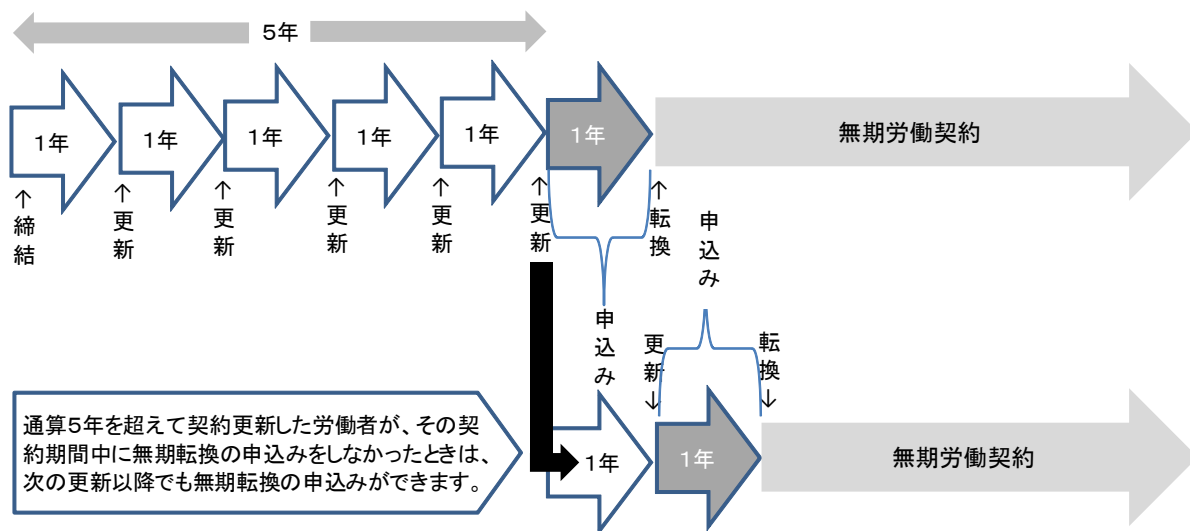 5年
1年
1年
1年
1年
1年
1年
無期労働契約
↑締結
↑更新
↑更新
↑更新
↑更新
↑更新
↑転換
申込み
申込み
更新↓
転換↓
通算5年を超えて契約更新した労働者が、その契
約期間中に無期転換の申込みをしなかったときは、
次の更新以降でも無期転換の申込みができます。
1年
1年
無期労働契約